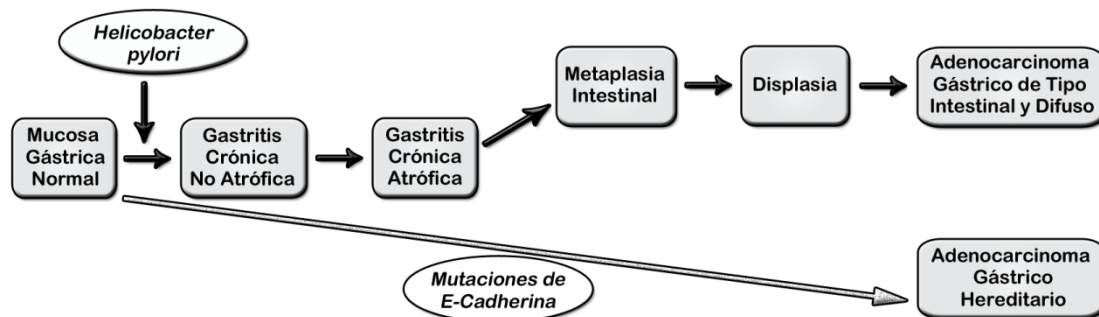 Helicobacter
pylori
Mucosa
Gástrica
Normal
Gastritis
Crónica
No Atrófica
Gastritis
Crónica
Atrófica
Metaplasia
Intestinal
Displasia
Adenocarcinoma
Gástrico de Tipo
Intestinal y Difuso
Mutaciones de
E-Cadherina
Adenocarcinoma
Gástrico
Hereditario